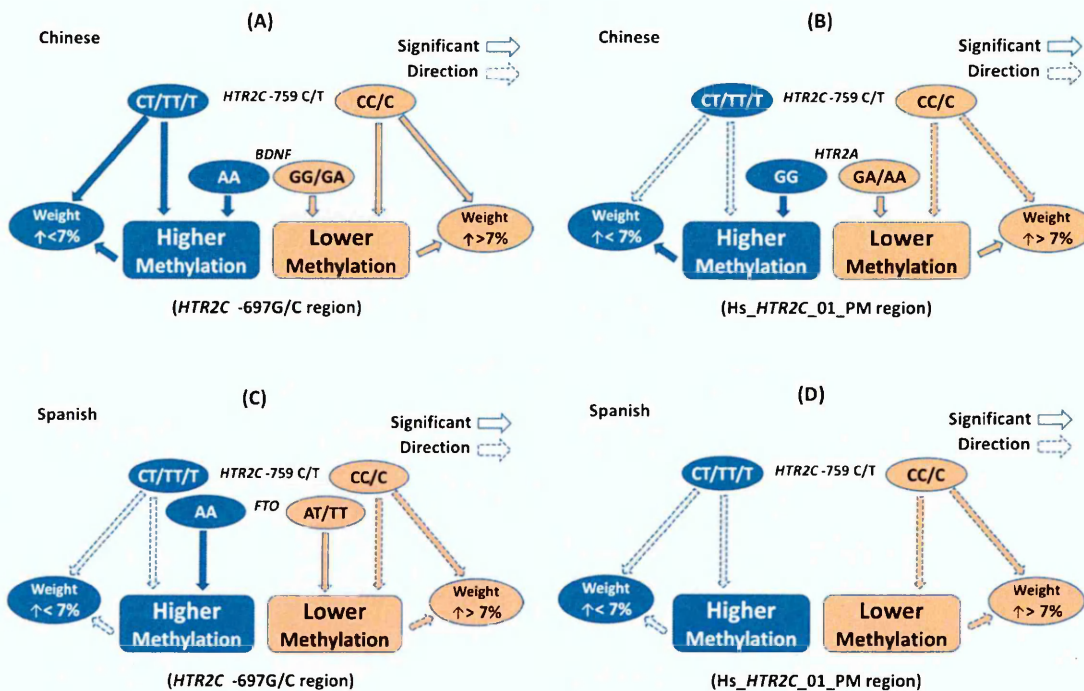 (A)
Chinese
Significant
Direction
CT/TT/T
HTR2C -759 C/T
CC/C
BDNF
AA
GG/GA
Weight
↑<7%
Higher
Methylation
Lower
Methylation
Weight
↑>7%
(HTR2C -697G/C region)
(B)
Chinese
Significant
Direction
CT/TT/T
HTR2C -759 C/T
CC/C
HTR2A
GG
GA/AA
Weight
↑< 7%
Higher
Methylation
Lower
Methylation
Weight
↑> 7%
(Hs_HTR2C_01_PM region)
(C)
Spanish
Significant
Direction
CT/TT/T
HTR2C -759 C/T
CC/C
AA
FTO
AT/TT
Weight
↑< 7%
Higher
Methylation
Lower
Methylation
Weight
↑> 7%
(HTR2C -697G/C region)
(D)
Spanish
Significant
Direction
CT/TT/T
HTR2C -759 C/T
CC/C
Weight
↑< 7%
Higher
Methylation
Lower
Methylation
Weight
↑> 7%
(Hs_HTR2C_01_PM region)